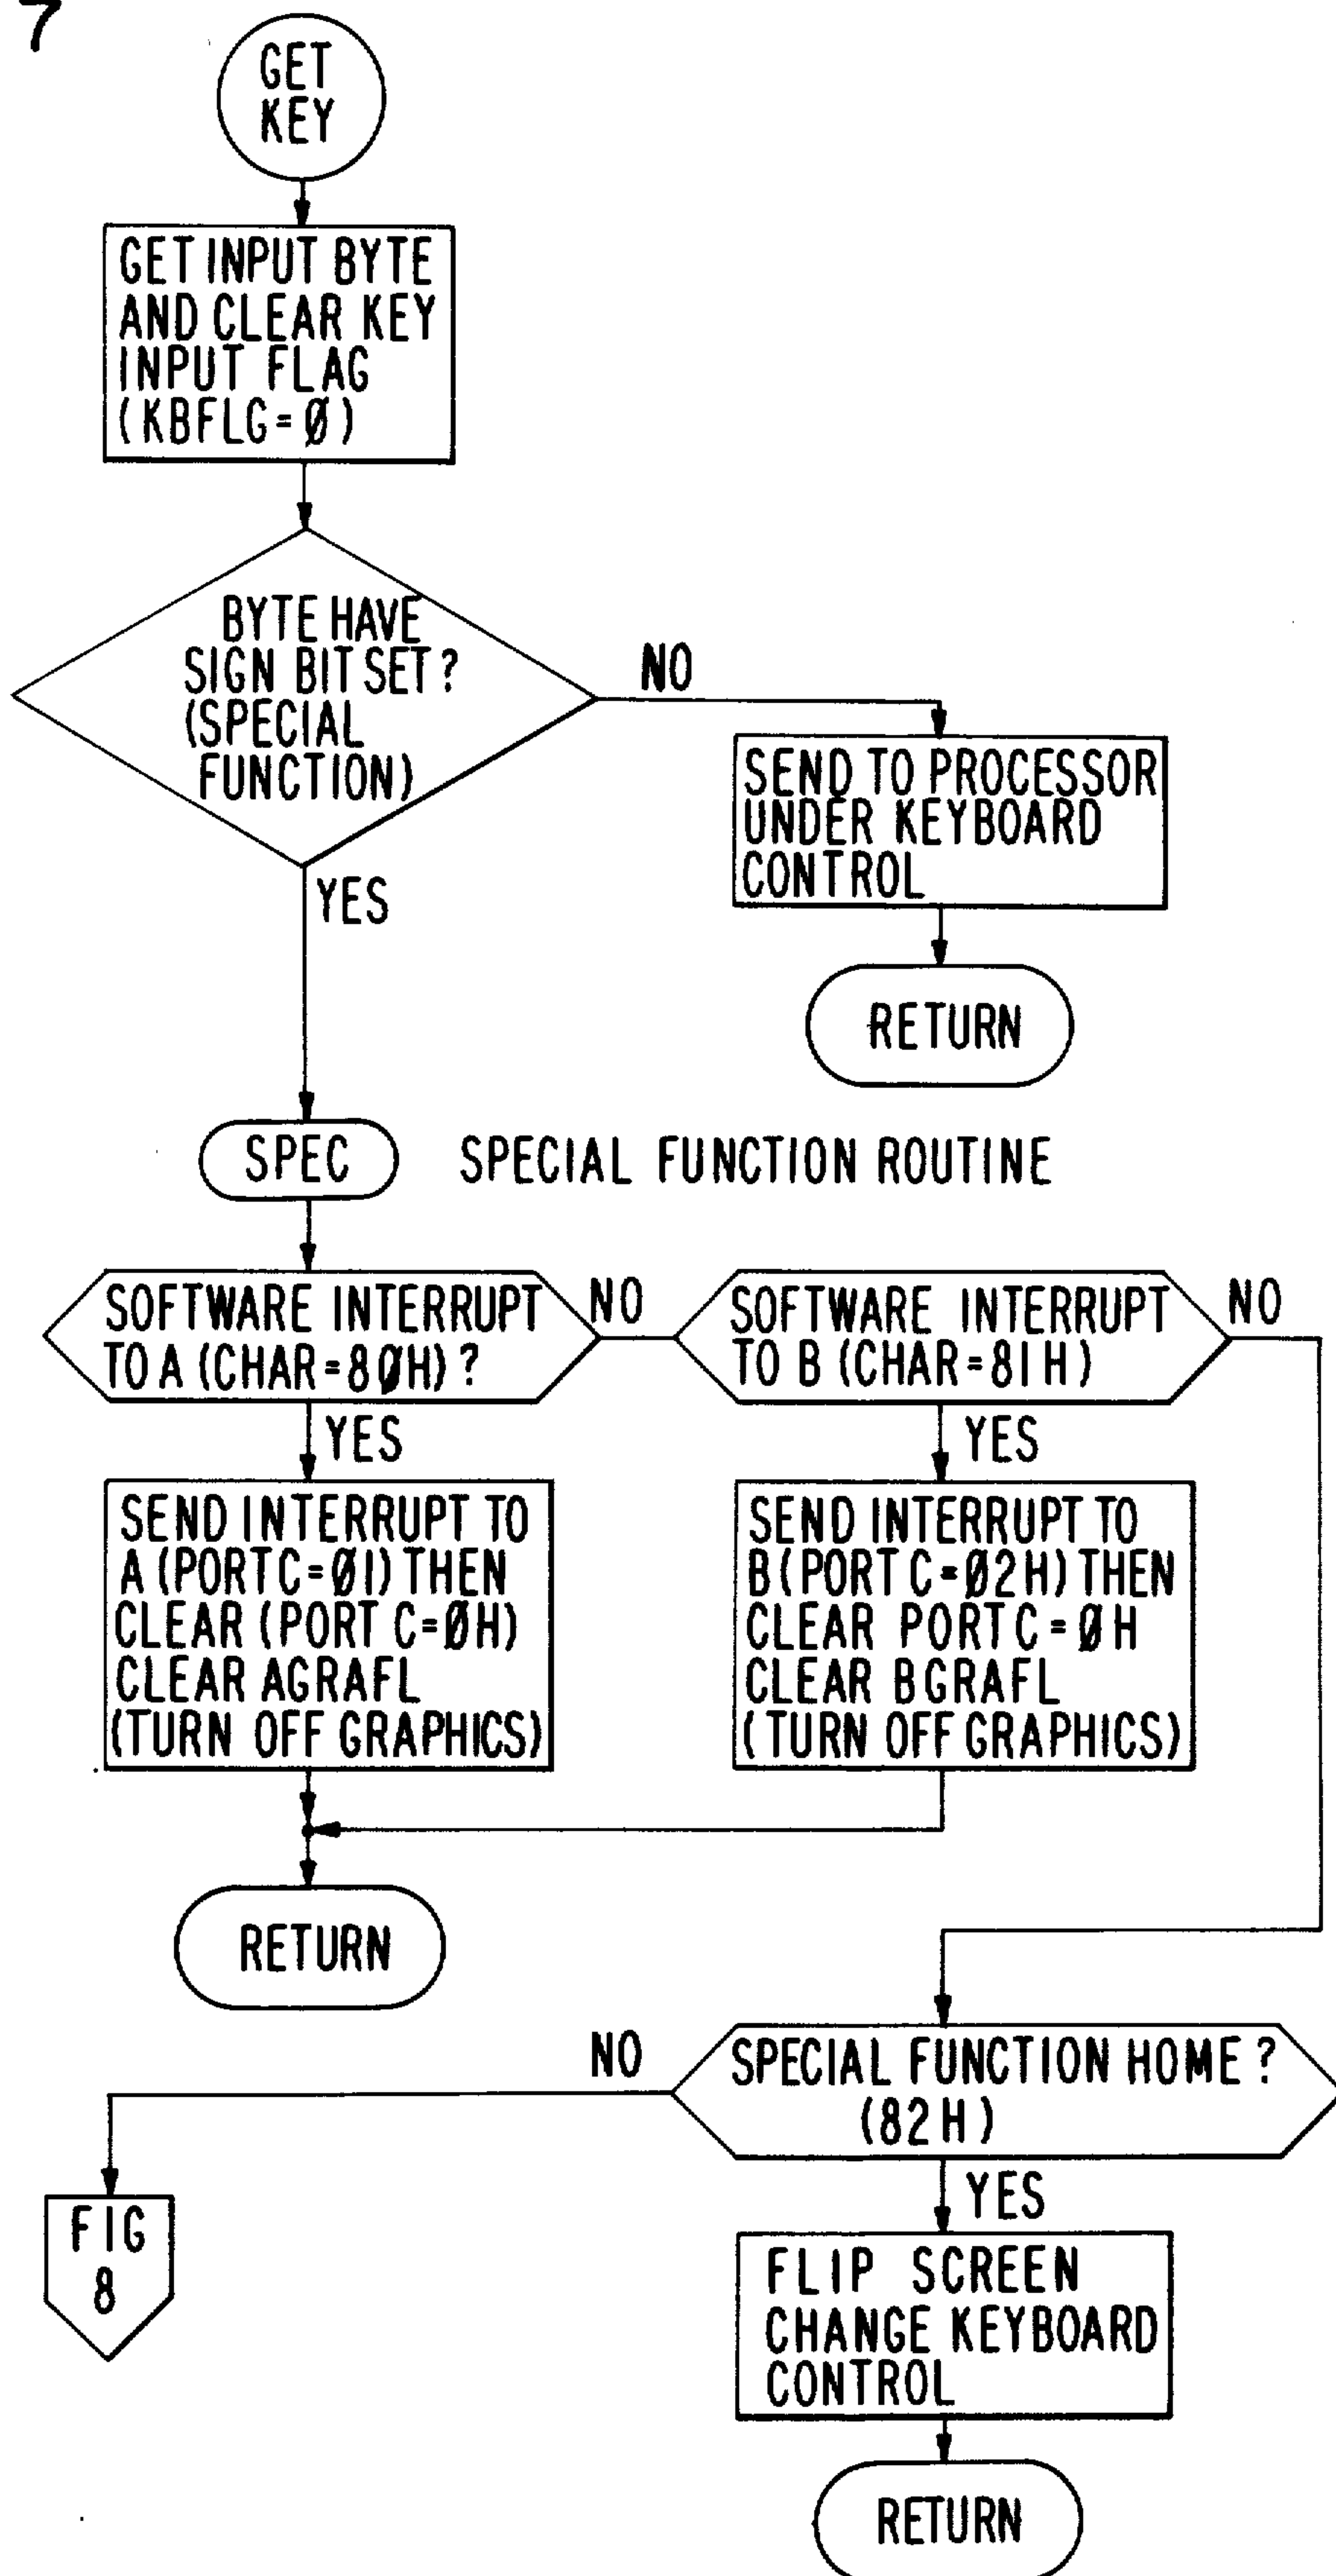 7
GET
KEY
GET INPUT BYTE
AND CLEAR KEY
INPUT FLAG
(KBFLG=Ø)
BYTE HAVE
SIGN BIT SET?
(SPECIAL
FUNCTION)
NO
SEND TO PROCESSOR
UNDER KEYBOARD
CONTROL
YES
RETURN
SPEC
SPECIAL FUNCTION ROUTINE
SOFTWARE INTERRUPT
TO A (CHAR=8ØH)?
NO
SOFTWARE INTERRUPT
TO B (CHAR=81H)
NO
YES
YES
SEND INTERRUPT TO
A (PORT C=Ø1) THEN
CLEAR (PORT C=ØH)
CLEAR AGRAFL
(TURN OFF GRAPHICS)
SEND INTERRUPT TO
B (PORT C=Ø2H) THEN
CLEAR PORT C=ØH
CLEAR BGRAFL
(TURN OFF GRAPHICS)
RETURN
NO
SPECIAL FUNCTION HOME?
(82H)
YES
FIG
8
FLIP SCREEN
CHANGE KEYBOARD
CONTROL
RETURN